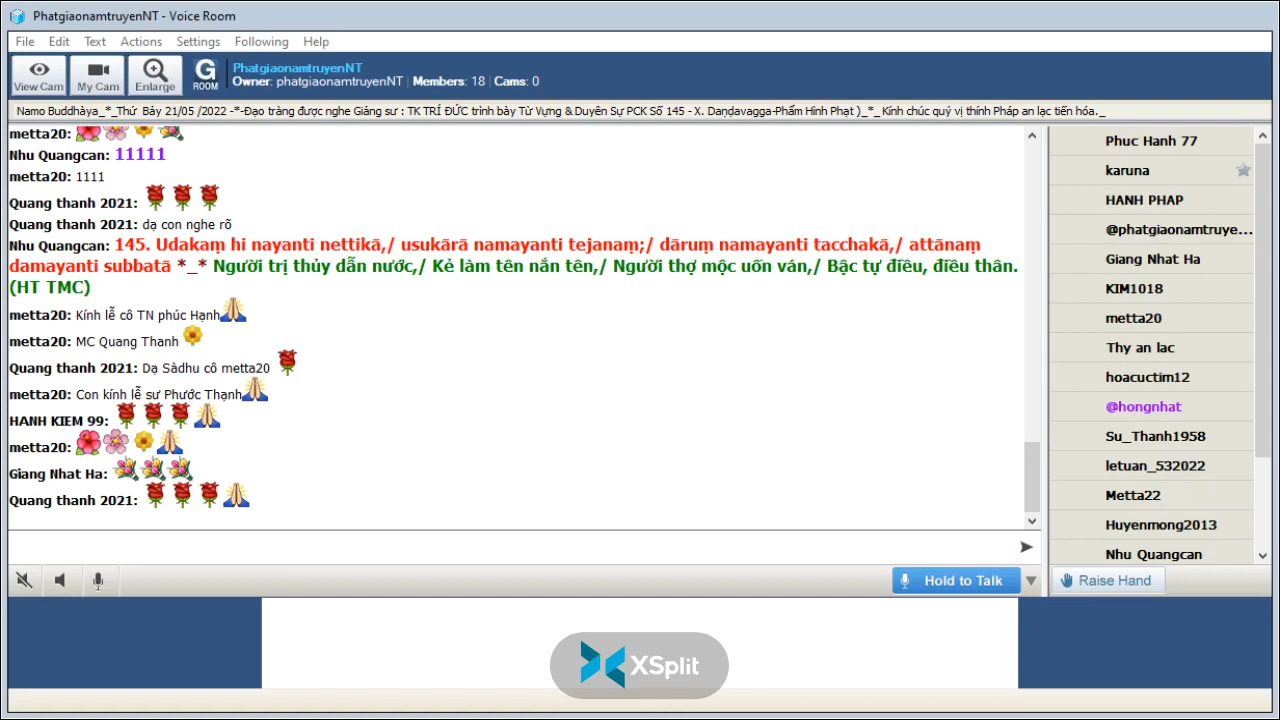 PhatgiaonamtruyenNT - Voice Room
File Edit Text Actions Settings Following Help
View Cam
My Cam
Enlarge
G ROOM
PhatgiaonamtruyenNT
Owner: phatgiaonamtruyenNT | Members: 18 | Cams: 0
Namo Buddhàya_*_Thứ Bảy 21/05 /2022 -*-Đạo tràng được nghe Giảng sư : TK TRÍ ĐỨC trình bày Từ Vựng & Duyên Sự PCK Số 145 - X. Daṇḍavagga-Phẩm Hình Phạt )_*_Kính chúc quý vị thính Pháp an lạc tiến hóa._
metta20:
Nhu Quangcan: 11111
metta20: 1111
Quang thanh 2021:
Quang thanh 2021: dạ con nghe rõ
Nhu Quangcan: 145. Udakaṃ hi nayanti nettikā,/ usukārā namayanti tejanaṃ;/ dāruṃ namayanti tacchakā,/ attānaṃ
damayanti subbatā *_* Người trị thủy dẫn nước,/ Kẻ làm tên nắn tên,/ Người thợ mộc uốn ván,/ Bậc tự điều, điều thân.
(HT TMC)
metta20: Kính lễ cô TN phúc Hạnh
metta20: MC Quang Thanh
Quang thanh 2021: Dạ Sàdhu cô metta20
metta20: Con kính lễ sư Phước Thạnh
HANH KIEM 99:
metta20:
Giang Nhat Ha:
Quang thanh 2021:
Phuc Hanh 77
karuna
HANH PHAP
@phatgiaonamtruye...
Giang Nhat Ha
KIM1018
metta20
Thy an lac
hoacuctim12
@hongnhat
Su_Thanh1958
letuan_532022
Metta22
Huyenmong2013
Nhu Quangcan
Hold to Talk
Raise Hand
XSplit